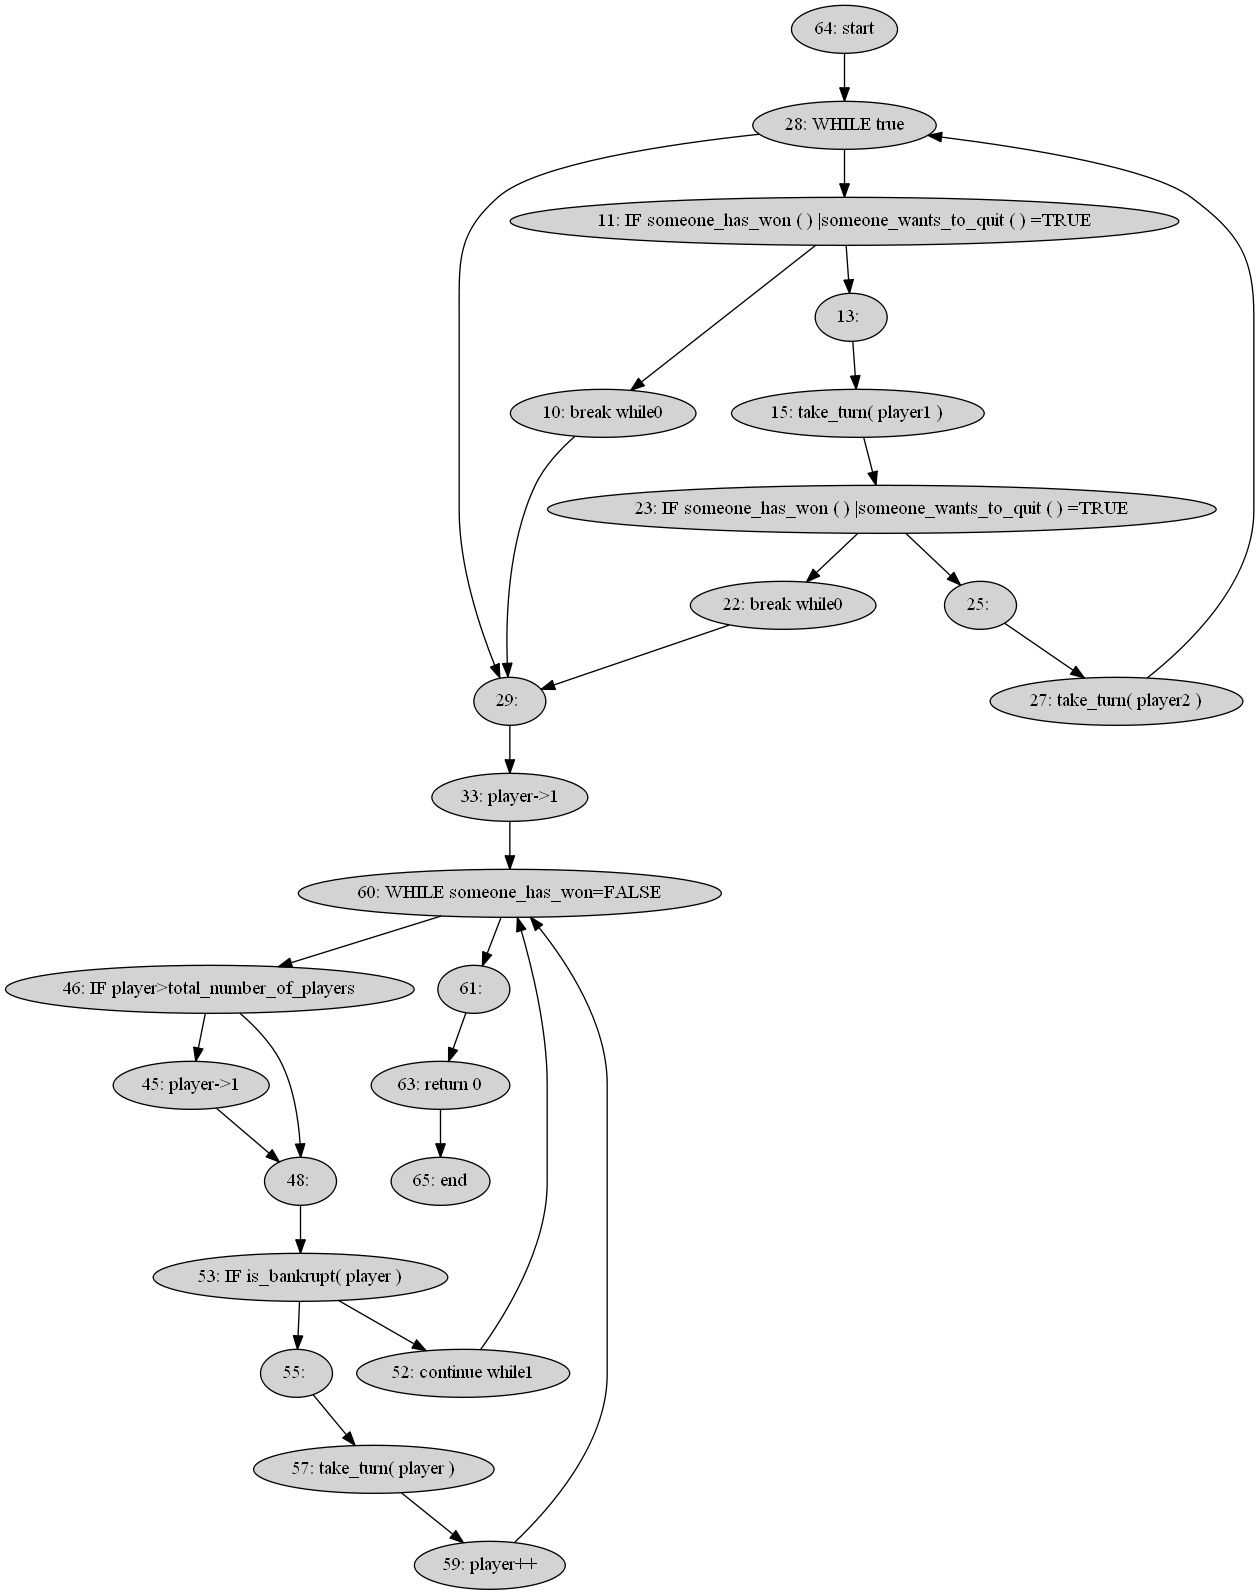 64: start
28: WHILE true
11: IF someone_has_won ( ) |someone_wants_to_quit ( ) =TRUE
13:
10: break while0
15: take_turn( player1 )
23: IF someone_has_won ( ) |someone_wants_to_quit ( ) =TRUE
22: break while0
25:
29:
27: take_turn( player2 )
33: player->1
60: WHILE someone_has_won=FALSE
46: IF player>total_number_of_players
61:
45: player->1
63: return 0
48:
65: end
53: IF is_bankrupt( player )
55:
52: continue while1
57: take_turn( player )
59: player++